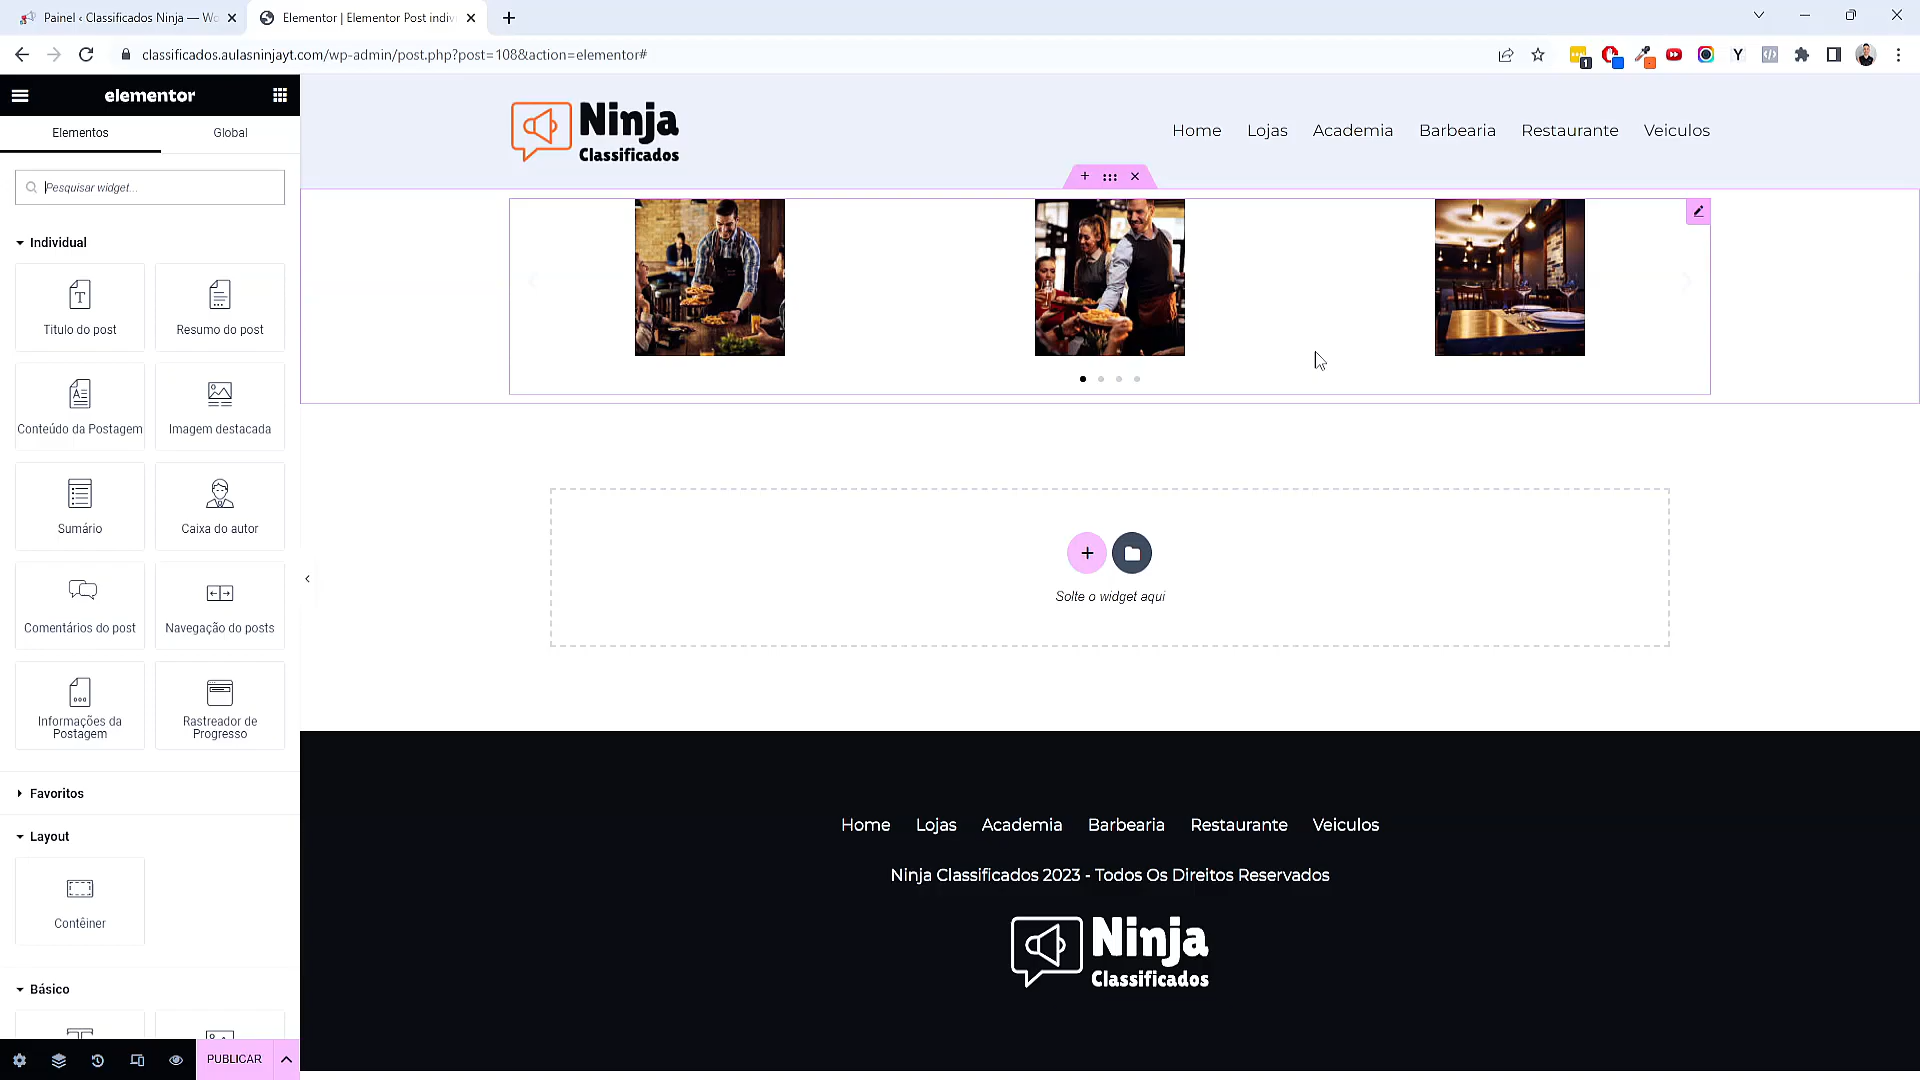 Painel ‹ Classificados Ninja — Wo
Elementor | Elementor Post indivi
classificados.aulasninjayt.com/wp-admin/post.php?post=108&action=elementor#
1
Y
elementor
Elementos
Global
Pesquisar widget...
Individual
Título do post
Resumo do post
Conteúdo da Postagem
Imagem destacada
Sumário
Caixa do autor
Comentários do post
Navegação do posts
Informações da
Postagem
Rastreador de
Progresso
Favoritos
Layout
Contêiner
Básico
PUBLICAR
Ninja
Classificados
Home
Lojas
Academia
Barbearia
Restaurante
Veiculos
Solte o widget aqui
Home
Lojas
Academia
Barbearia
Restaurante
Veiculos
Ninja Classificados 2023 - Todos Os Direitos Reservados
Ninja
Classificados